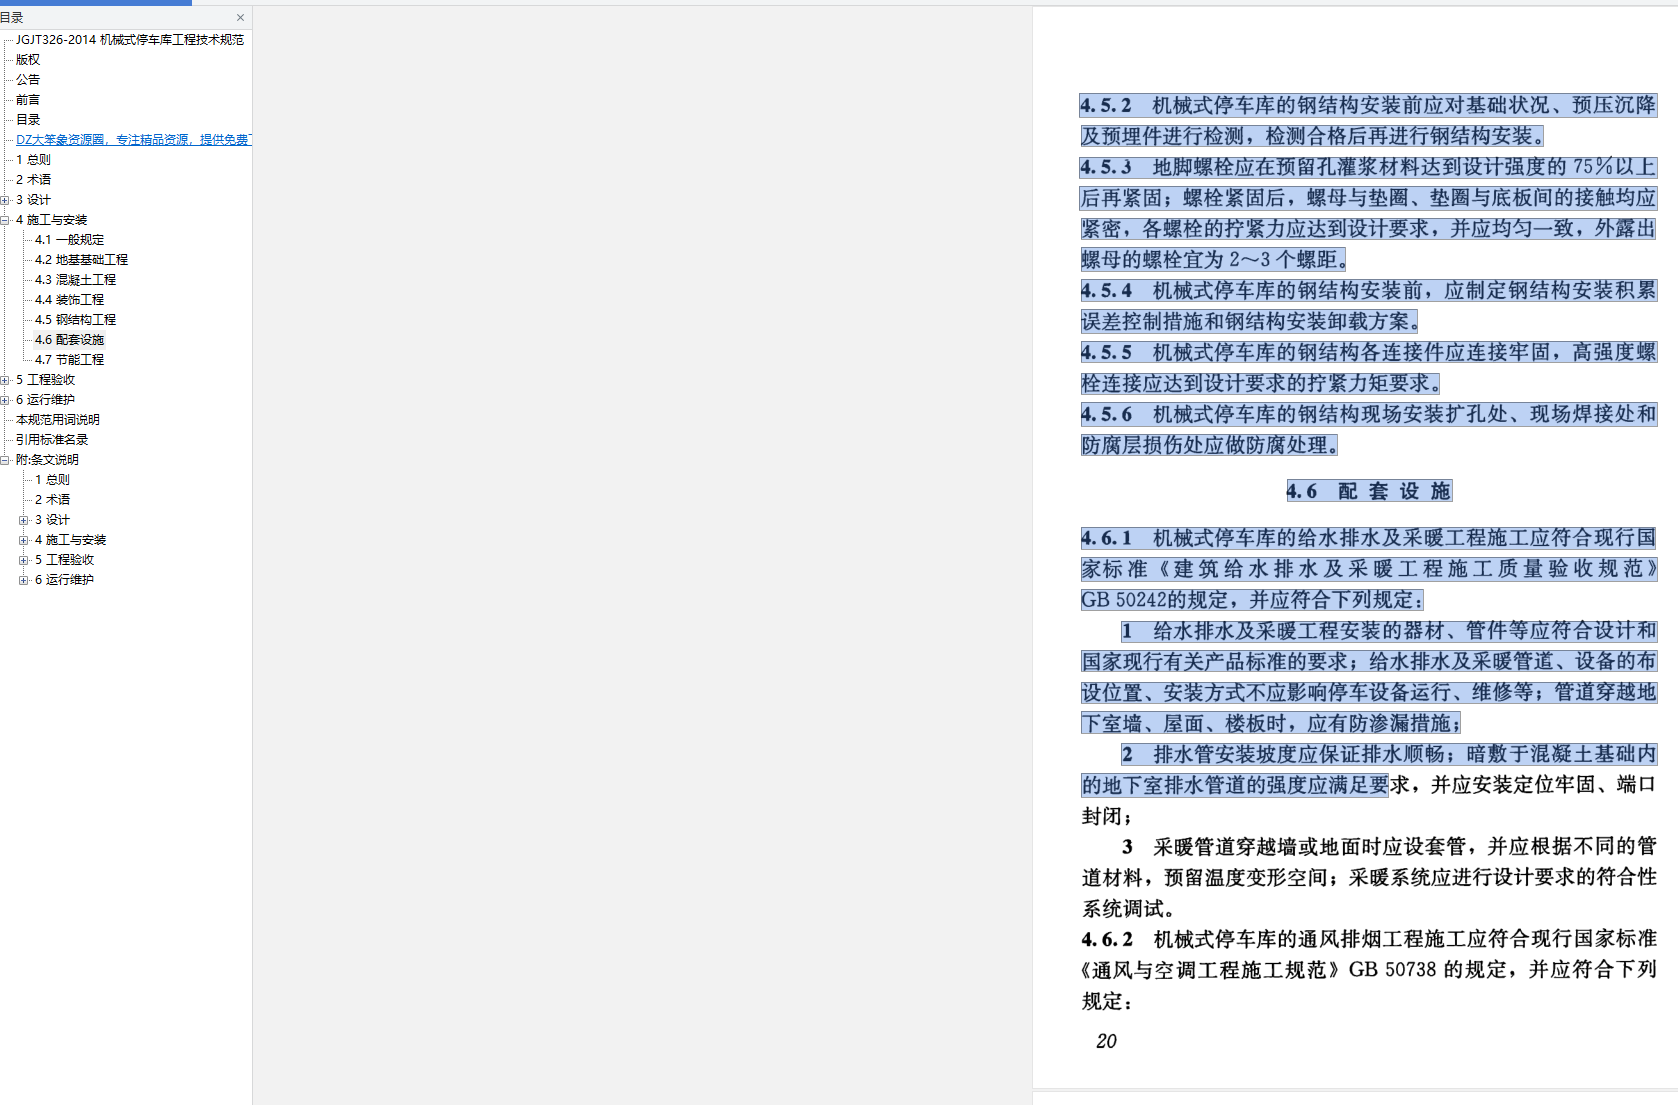 目录
JGJT326-2014 机械式停车库工程技术规范
版权
公告
前言
目录
DZ大笨象资源圈，专注精品资源，提供免费
1 总则
2 术语
3 设计
4 施工与安装
4.1 一般规定
4.2 地基基础工程
4.3 混凝土工程
4.4 装饰工程
4.5 钢结构工程
4.6 配套设施
4.7 节能工程
5 工程验收
6 运行维护
本规范用词说明
引用标准名录
附:条文说明
1 总则
2 术语
3 设计
4 施工与安装
5 工程验收
6 运行维护
4.5.2 机械式停车库的钢结构安装前应对基础状况、预压沉降
及预埋件进行检测，检测合格后再进行钢结构安装。
4.5.3 地脚螺栓应在预留孔灌浆材料达到设计强度的 75%以上
后再紧固；螺栓紧固后，螺母与垫圈、垫圈与底板间的接触均应
紧密，各螺栓的拧紧力应达到设计要求，并应均匀一致，外露出
螺母的螺栓宜为 2～3 个螺距。
4.5.4 机械式停车库的钢结构安装前，应制定钢结构安装积累
误差控制措施和钢结构安装卸载方案。
4.5.5 机械式停车库的钢结构各连接件应连接牢固，高强度螺
栓连接应达到设计要求的拧紧力矩要求。
4.5.6 机械式停车库的钢结构现场安装扩孔处、现场焊接处和
防腐层损伤处应做防腐处理。
4.6 配套设施
4.6.1 机械式停车库的给水排水及采暖工程施工应符合现行国
家标准《建筑给水排水及采暖工程施工质量验收规范》
GB 50242的规定，并应符合下列规定：
1 给水排水及采暖工程安装的器材、管件等应符合设计和
国家现行有关产品标准的要求；给水排水及采暖管道、设备的布
设位置、安装方式不应影响停车设备运行、维修等；管道穿越地
下室墙、屋面、楼板时，应有防渗漏措施；
2 排水管安装坡度应保证排水顺畅；暗敷于混凝土基础内
的地下室排水管道的强度应满足要求，并应安装定位牢固、端口
封闭；
3 采暖管道穿越墙或地面时应设套管，并应根据不同的管
道材料，预留温度变形空间；采暖系统应进行设计要求的符合性
系统调试。
4.6.2 机械式停车库的通风排烟工程施工应符合现行国家标准
《通风与空调工程施工规范》GB 50738 的规定，并应符合下列
规定：
20